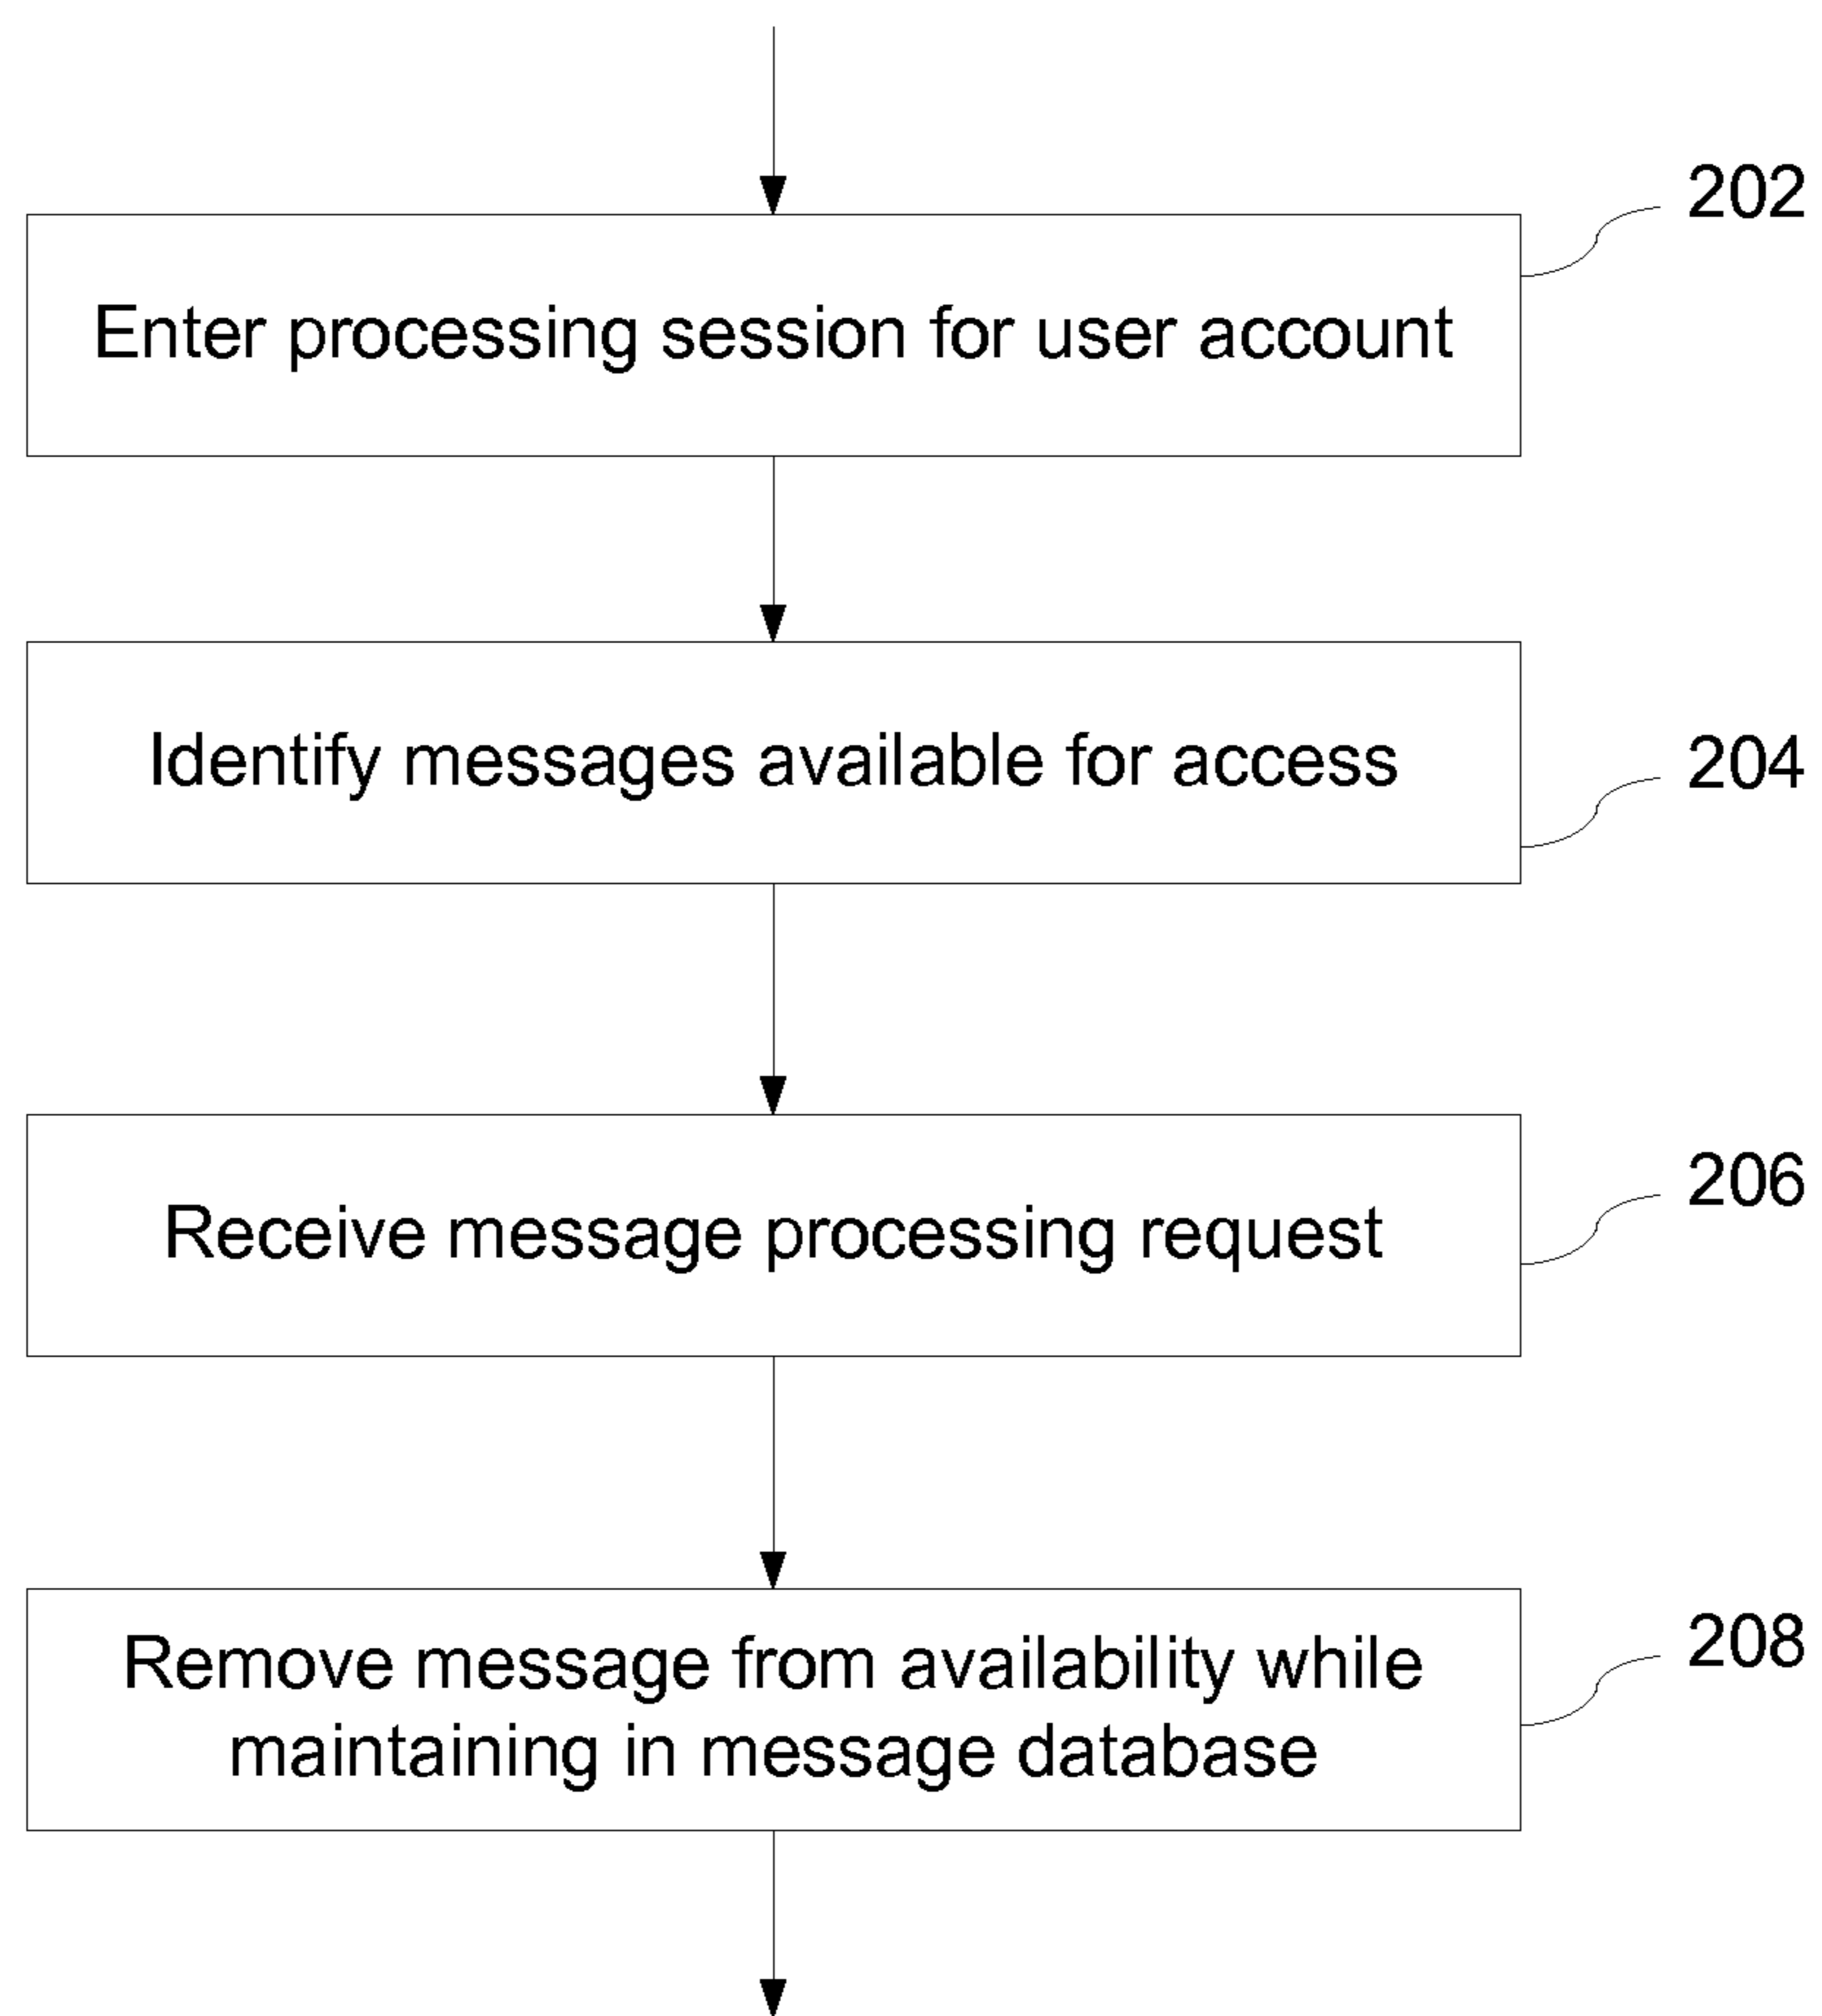 202
Enter processing session for user account
Identify messages available for access
204
206
Receive message processing request
208
Remove message from availability while
maintaining in message database